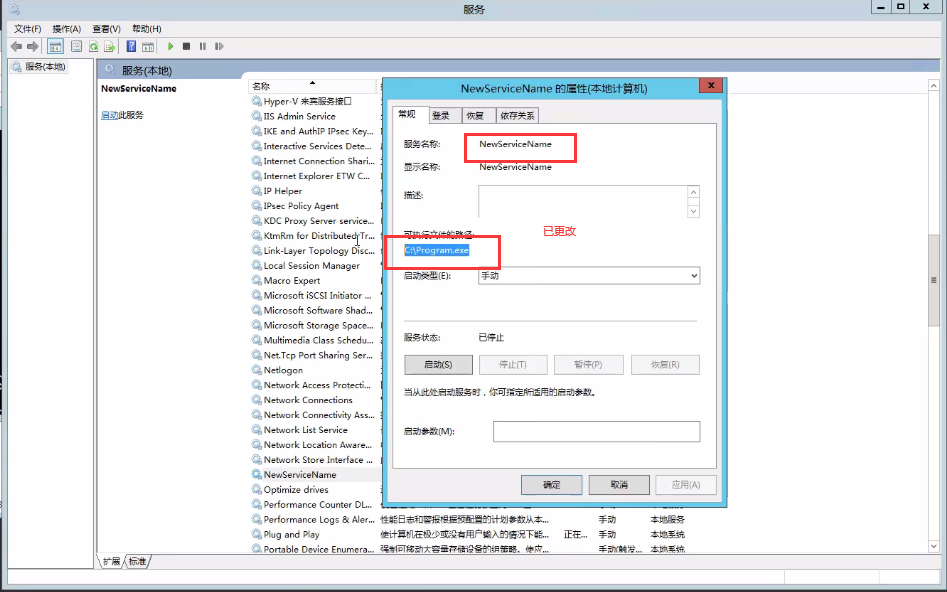 服务
文件(F) 操作(A) 查看(V) 帮助(H)
服务(本地)
服务(本地)
NewServiceName
启动此服务
名称
Hyper-V 来宾服务接口
IIS Admin Service
IKE and AuthIP IPsec Key...
Interactive Services Dete...
Internet Connection Shari...
Internet Explorer ETW C...
IP Helper
IPsec Policy Agent
KDC Proxy Server service...
KtmRm for Distributed Tr...
Link-Layer Topology Disc...
Local Session Manager
Macro Expert
Microsoft iSCSI Initiator ...
Microsoft Software Shad...
Microsoft Storage Space...
Multimedia Class Schedu...
Net.Tcp Port Sharing Ser...
Netlogon
Network Access Protecti...
Network Connections
Network Connectivity Ass...
Network List Service
Network Location Aware...
Network Store Interface ...
NewServiceName
Optimize drives
Performance Counter DL...
Performance Logs & Aler... 性能日志和警报根据预配置的计划参数从本... 手动 本地服务
Plug and Play 使计算机在极少或没有用户输入的情况下能... 正在... 手动 本地系统
Portable Device Enumera... 强制可移动大容量存储设备的组策略。使应... 手动(触发... 本地系统
扩展 标准
NewServiceName 的属性(本地计算机)
常规 登录 恢复 依存关系
服务名称: NewServiceName
显示名称: NewServiceName
描述:
可执行文件的路径:
已更改
C:\Program.exe
启动类型(E): 手动
服务状态: 已停止
启动(S) 停止(T) 暂停(P) 恢复(R)
当从此处启动服务时，你可指定所适用的启动参数。
启动参数(M):
确定 取消 应用(A)